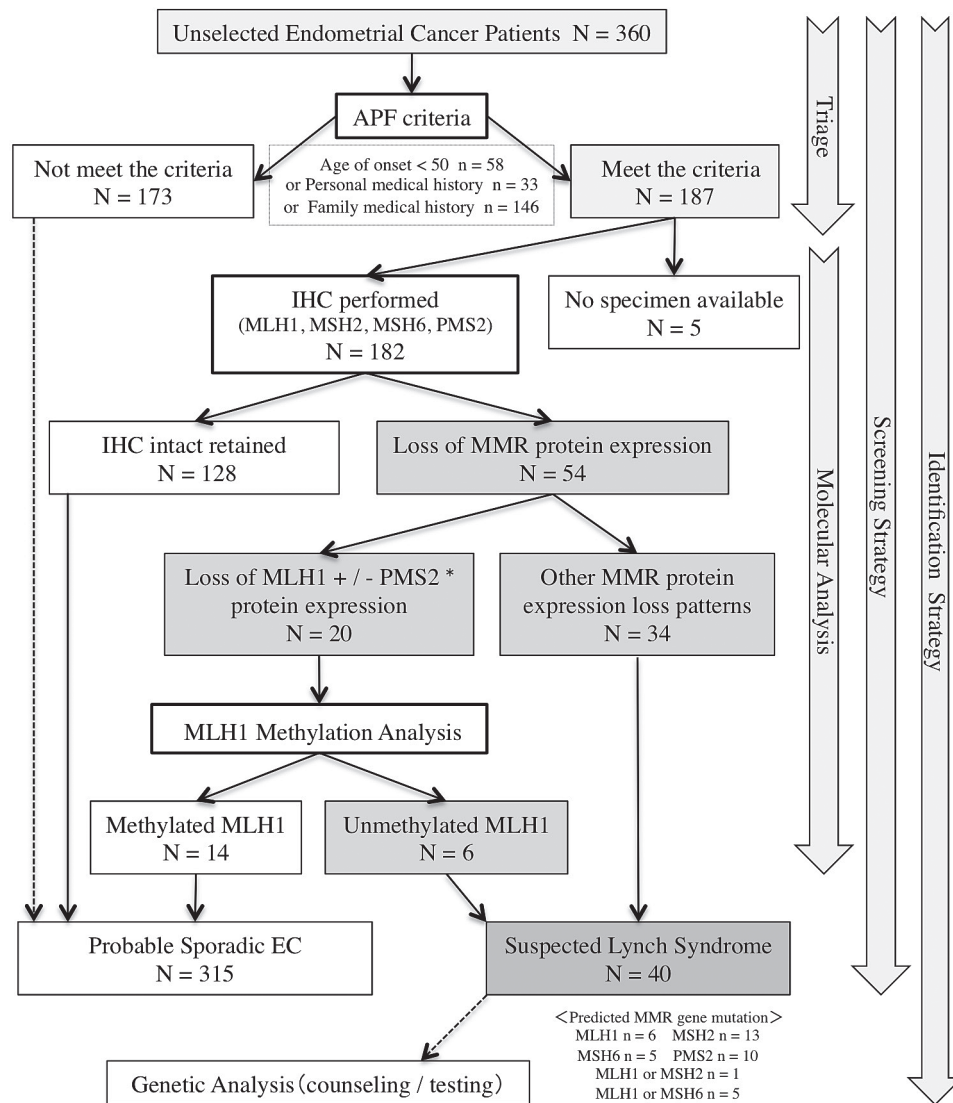 Unselected Endometrial Cancer Patients N = 360
APF criteria
Not meet the criteria
N = 173
Age of onset < 50 n = 58
or Personal medical history n = 33
or Family medical history n = 146
Meet the criteria
N = 187
IHC performed
(MLH1, MSH2, MSH6, PMS2)
N = 182
No specimen available
N = 5
IHC intact retained
N = 128
Loss of MMR protein expression
N = 54
Loss of MLH1 + / - PMS2 *
protein expression
N = 20
Other MMR protein
expression loss patterns
N = 34
MLH1 Methylation Analysis
Methylated MLH1
N = 14
Unmethylated MLH1
N = 6
Probable Sporadic EC
N = 315
Suspected Lynch Syndrome
N = 40
<Predicted MMR gene mutation>
MLH1 n = 6 MSH2 n = 13
MSH6 n = 5 PMS2 n = 10
MLH1 or MSH2 n = 1
MLH1 or MSH6 n = 5
Genetic Analysis (counseling / testing)
Triage
Molecular Analysis
Screening Strategy
Identification Strategy